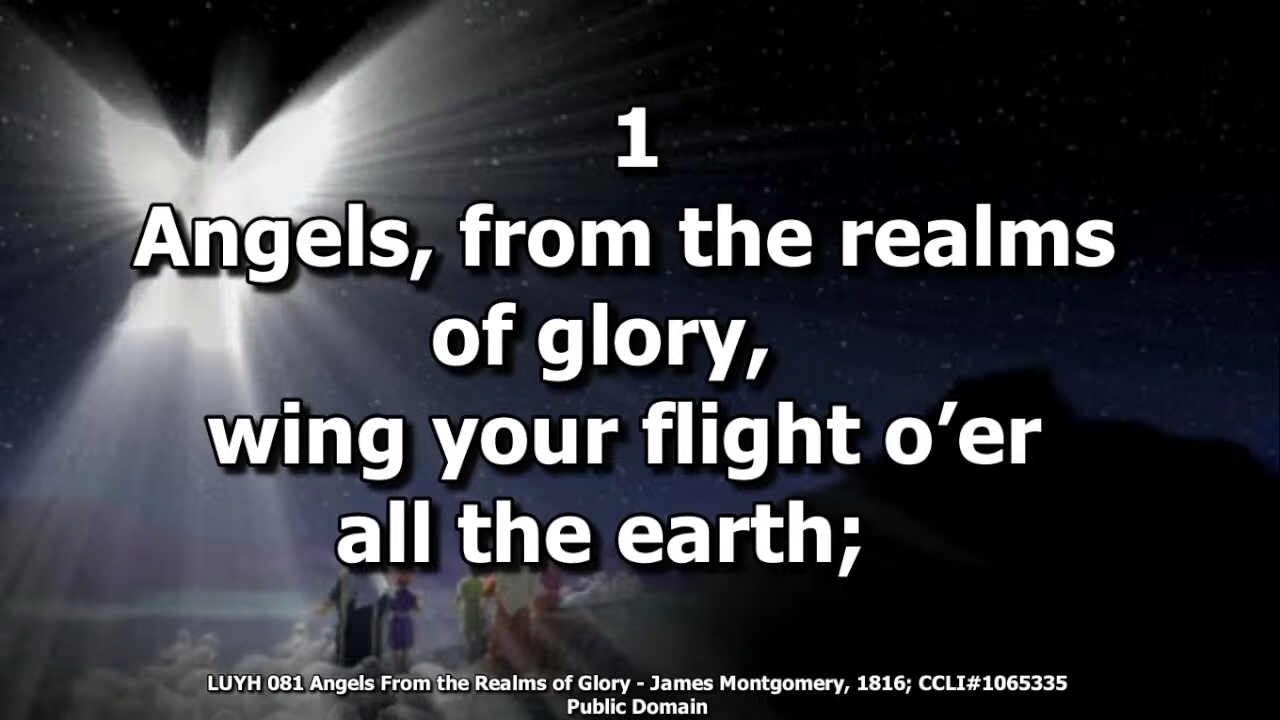 1
Angels, from the realms
of glory,
wing your flight o’er
all the earth;
LUYH 081 Angels From the Realms of Glory - James Montgomery, 1816; CCLI#1065335
Public Domain